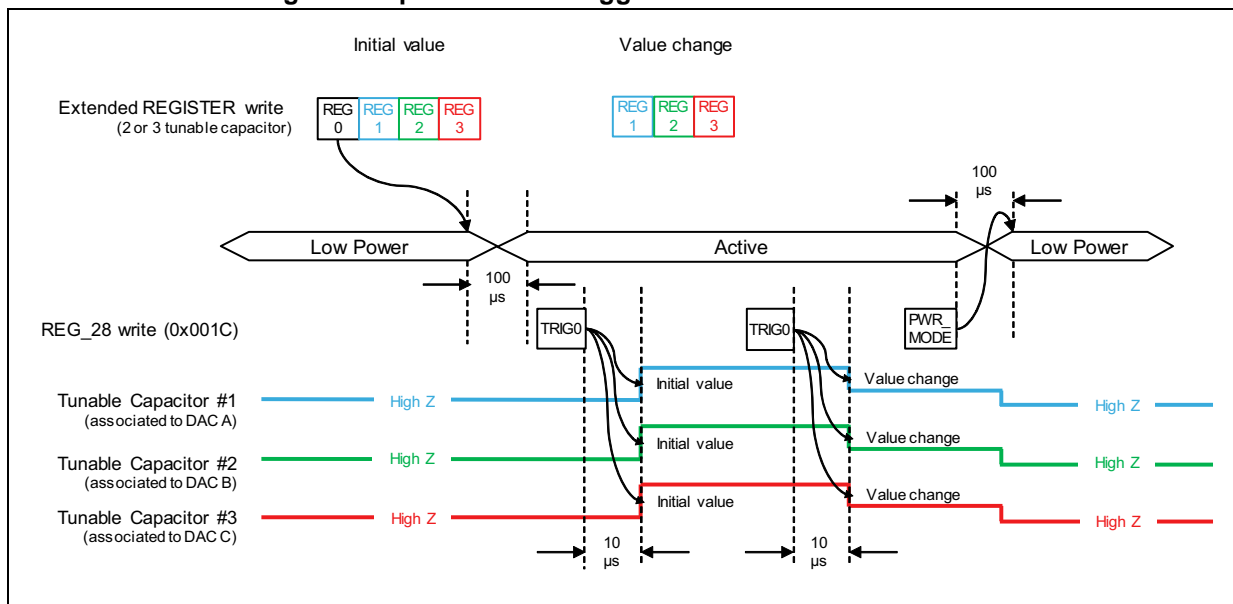 Initial value
Value change
Extended REGISTER write
(2 or 3 tunable capacitor)
REG 0
REG 1
REG 2
REG 3
REG 1
REG 2
REG 3
100 µs
Low Power
Active
Low Power
100 µs
REG_28 write (0x001C)
TRIG0
TRIG0
PWR_ MODE
Tunable Capacitor #1
(associated to DAC A)
High Z
Initial value
Value change
High Z
Tunable Capacitor #2
(associated to DAC B)
High Z
Initial value
Value change
High Z
Tunable Capacitor #3
(associated to DAC C)
High Z
Initial value
Value change
High Z
10 µs
10 µs